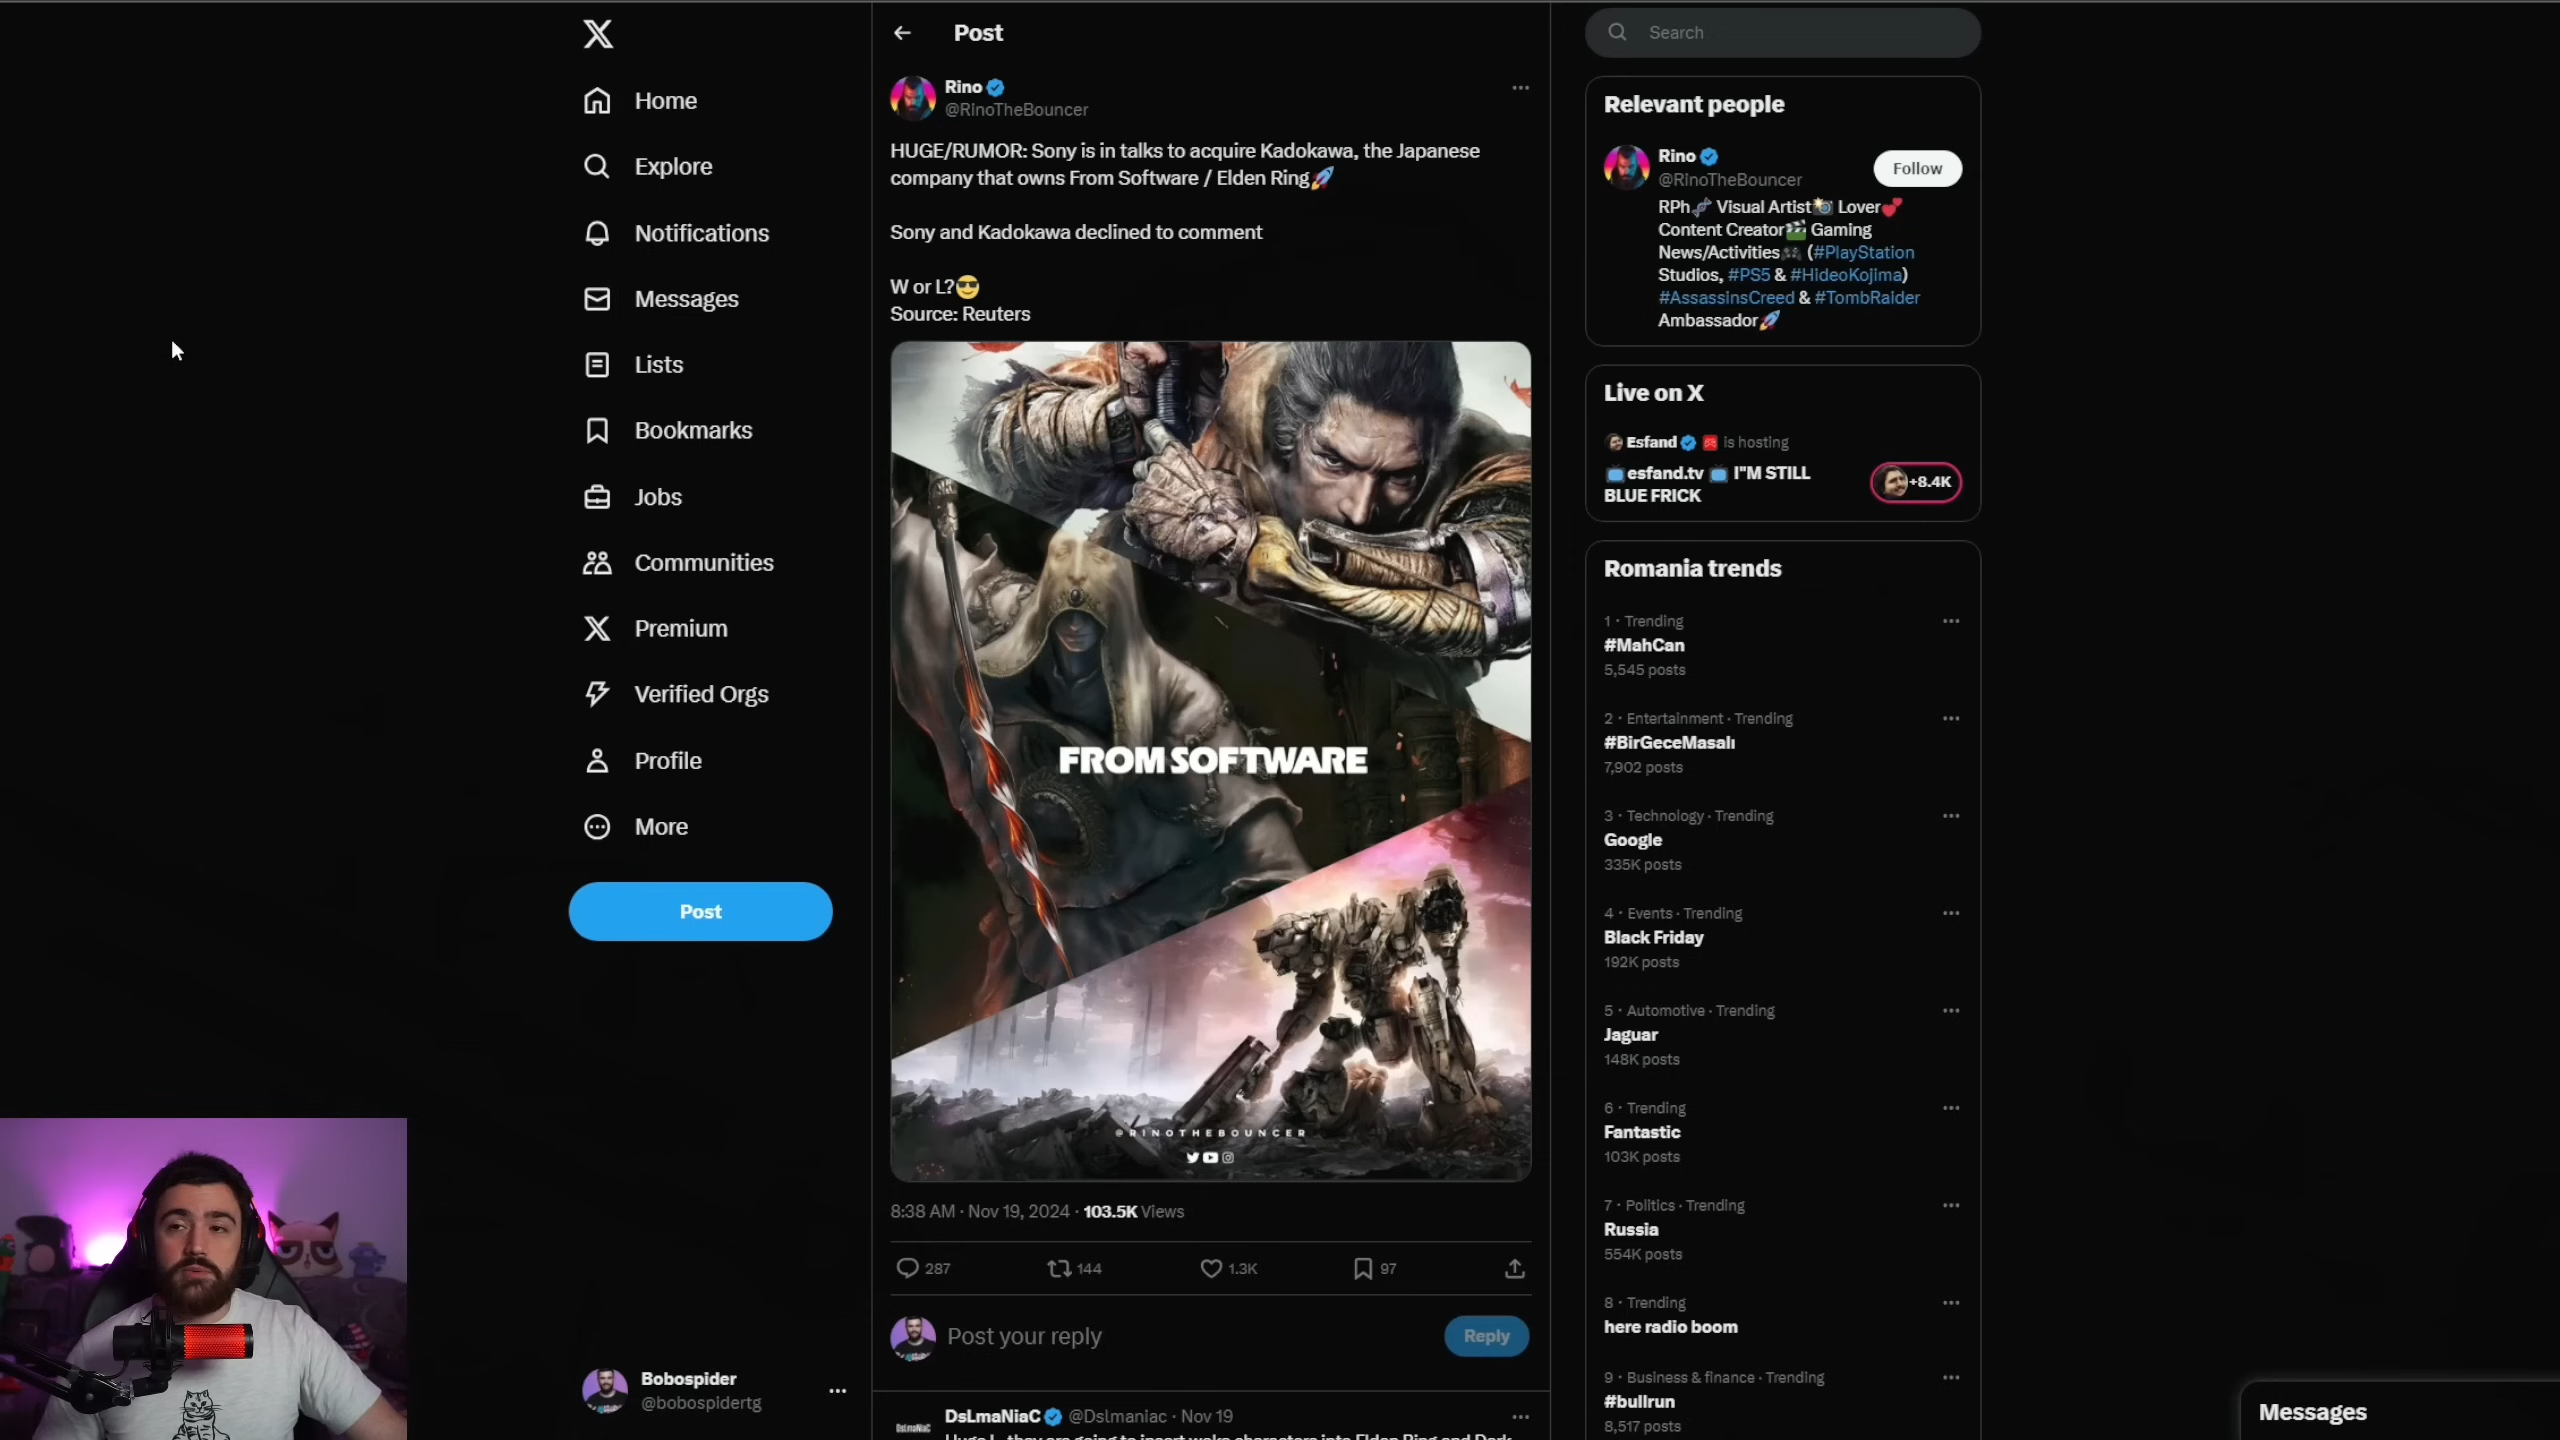 Home
Explore
Notifications
Messages
Lists
Bookmarks
Jobs
Communities
Premium
Verified Orgs
Profile
More
Post
Bobospider
@bobospidertg
Post
Rino
@RinoTheBouncer
HUGE/RUMOR: Sony is in talks to acquire Kadokawa, the Japanese
company that owns From Software / Elden Ring🚀
Sony and Kadokawa declined to comment
W or L?😎
Source: Reuters
FROMSOFTWARE
@RINOTHEBOUNCER
8:38 AM · Nov 19, 2024 · 103.5K Views
287 144 1.3K 97
Post your reply
Reply
DsLmaNiaC @Dslmaniac · Nov 19
Search
Relevant people
Rino
@RinoTheBouncer
Follow
RPh🧬 Visual Artist📸 Lover💕
Content Creator🎬 Gaming
News/Activities🎮 (#PlayStation
Studios, #PS5 & #HideoKojima)
#AssassinsCreed & #TombRaider
Ambassador🚀
Live on X
Esfand is hosting
📺esfand.tv 📺 I"M STILL
BLUE FRICK
+8.4K
Romania trends
1 · Trending
#MahCan
5,545 posts
2 · Entertainment · Trending
#BirGeceMasalı
7,902 posts
3 · Technology · Trending
Google
335K posts
4 · Events · Trending
Black Friday
192K posts
5 · Automotive · Trending
Jaguar
148K posts
6 · Trending
Fantastic
103K posts
7 · Politics · Trending
Russia
554K posts
8 · Trending
here radio boom
9 · Business & finance · Trending
#bullrun
8,517 posts
Messages